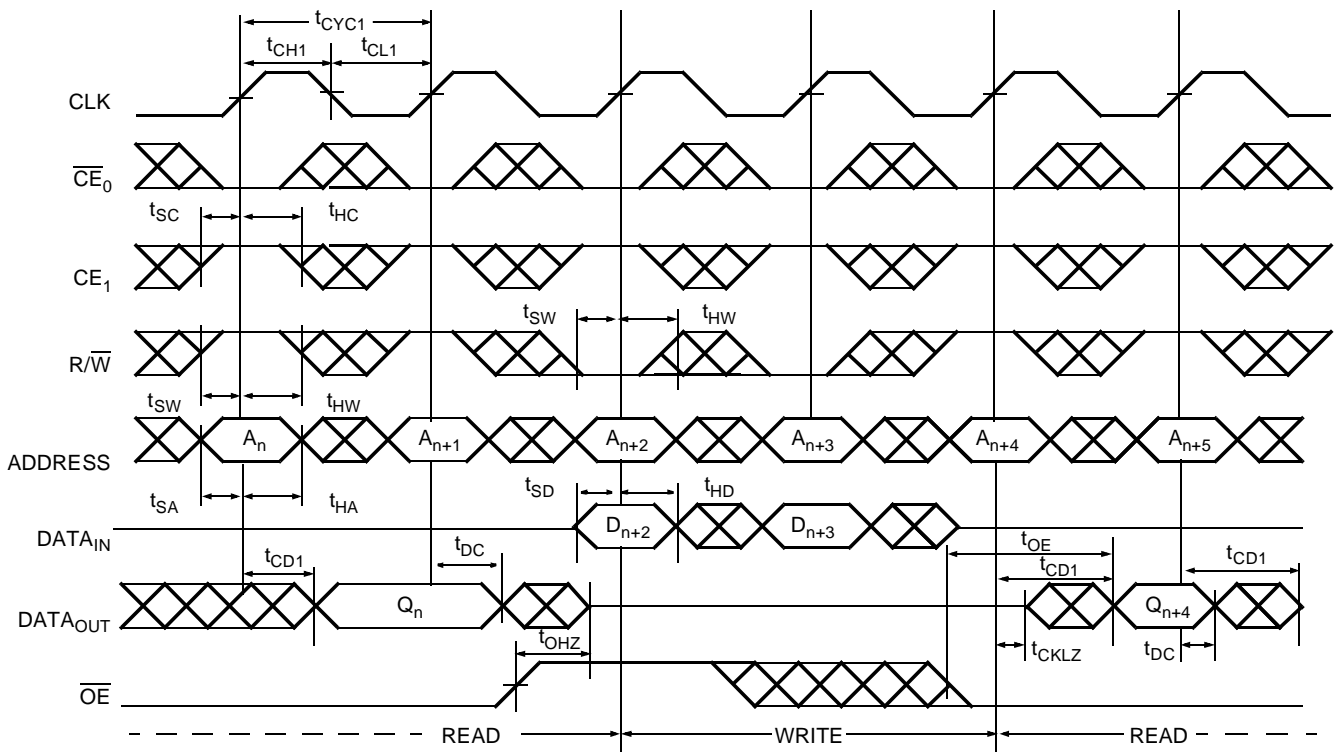 tCYC1
tCH1 tCL1
CLK
CE0
tSC tHC
CE1
tSW tHW
R/W
tSW tHW
An An+1 An+2 An+3 An+4 An+5
ADDRESS
tSA tHA tSD tHD
DATAIN Dn+2 Dn+3
tCD1 tDC tOE tCD1 tCD1
DATAOUT Qn Qn+4
tOHZ tCKLZ tDC
OE
READ WRITE READ